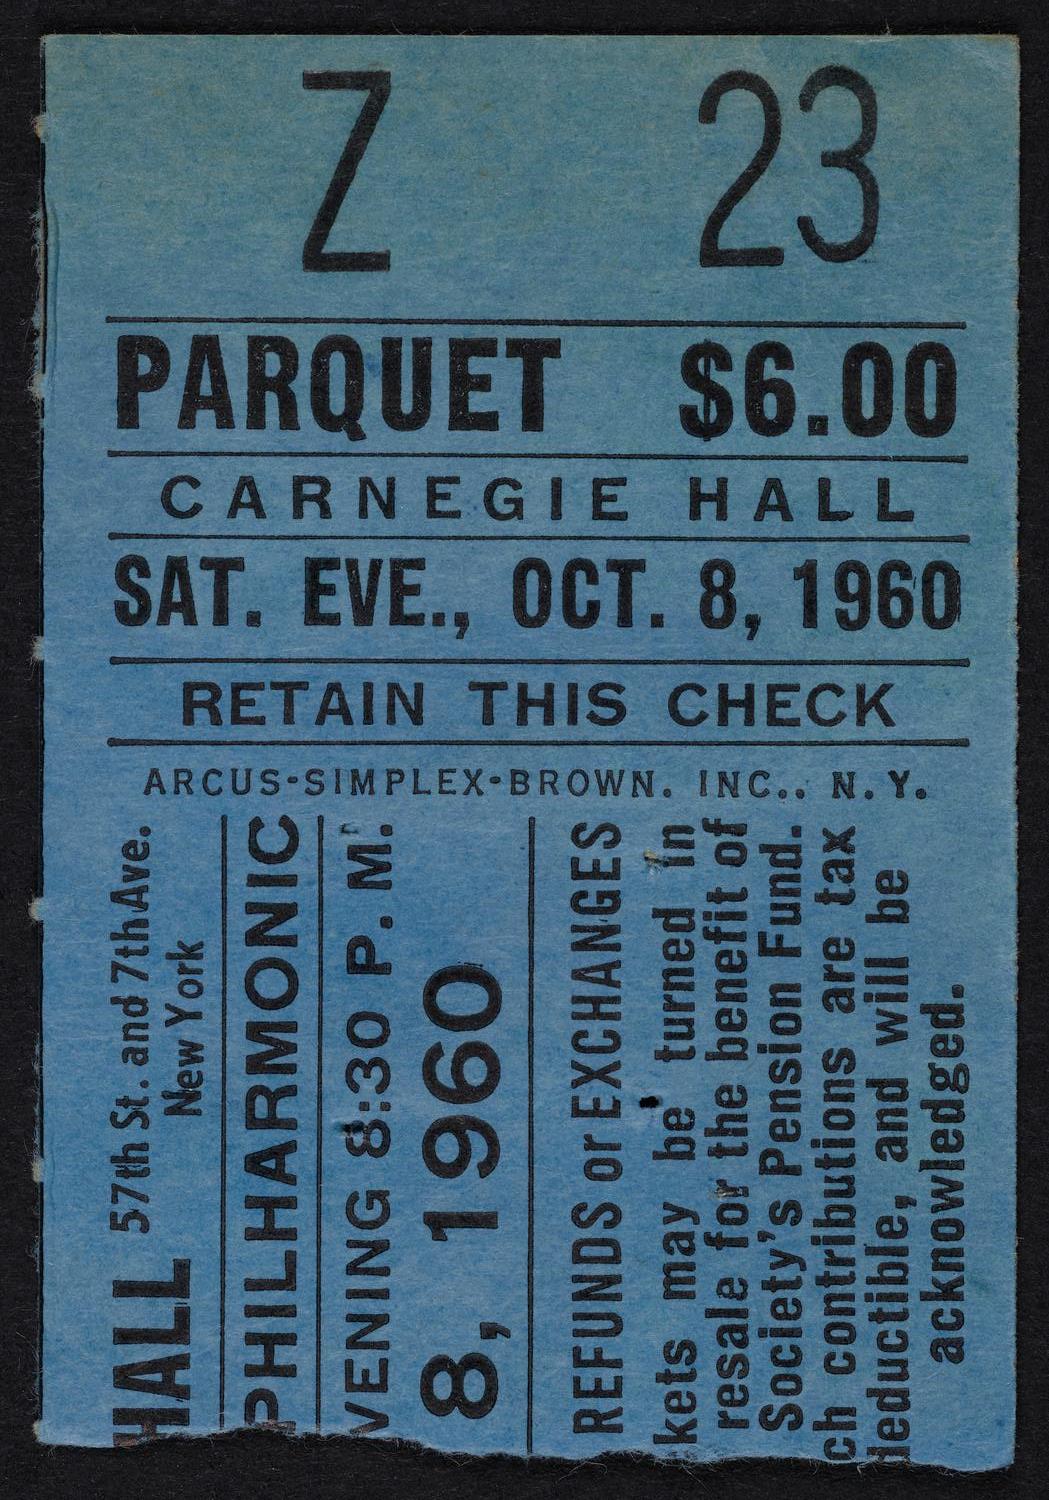 Z 23
PARQUET $6.00
CARNEGIE HALL
SAT. EVE., OCT. 8, 1960
RETAIN THIS CHECK
ARCUS-SIMPLEX-BROWN. INC.. N.Y.
HALL 57th St. and 7th Ave.
New York
PHILHARMONIC
VENING 8:30 P. M.
8, 1960
REFUNDS or EXCHANGES
kets may be turned in
resale for the benefit of
Society's Pension Fund.
ch contributions are tax
deductible, and will be
acknowledged.